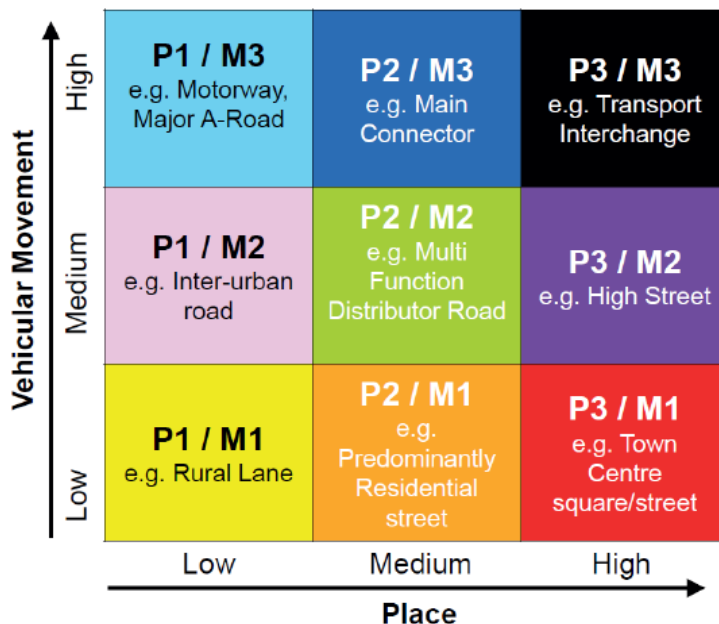 Vehicular Movement
High
Medium
Low
P1 / M3
e.g. Motorway,
Major A-Road
P2 / M3
e.g. Main
Connector
P3 / M3
e.g. Transport
Interchange
P1 / M2
e.g. Inter-urban
road
P2 / M2
e.g. Multi
Function
Distributor Road
P3 / M2
e.g. High Street
P1 / M1
e.g. Rural Lane
P2 / M1
e.g.
Predominantly
Residential
street
P3 / M1
e.g. Town
Centre
square/street
Low
Medium
High
Place